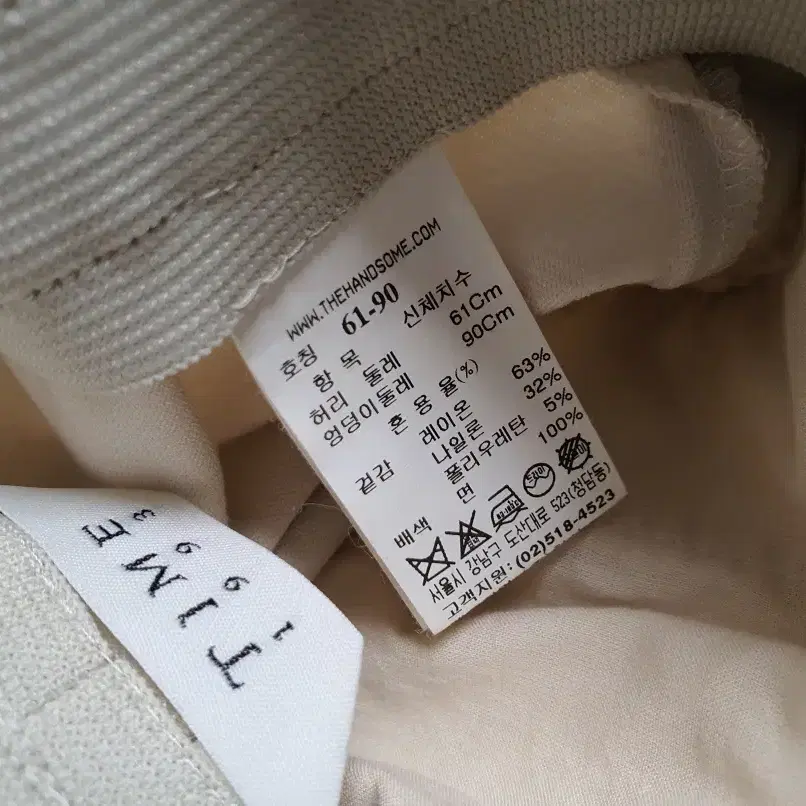 WWW.THEHANDSOME.COM
호칭 61-90
항 목 신체치수
허리 둘레 61Cm
엉덩이둘레 90Cm
혼 용 율(%)
겉감 레이온 63%
나일론 32%
폴리우레탄 5%
배색 면 100%
드라이
서울시 강남구 도산대로 523(청담동)
고객지원: (02)518-4523
TIME
1993